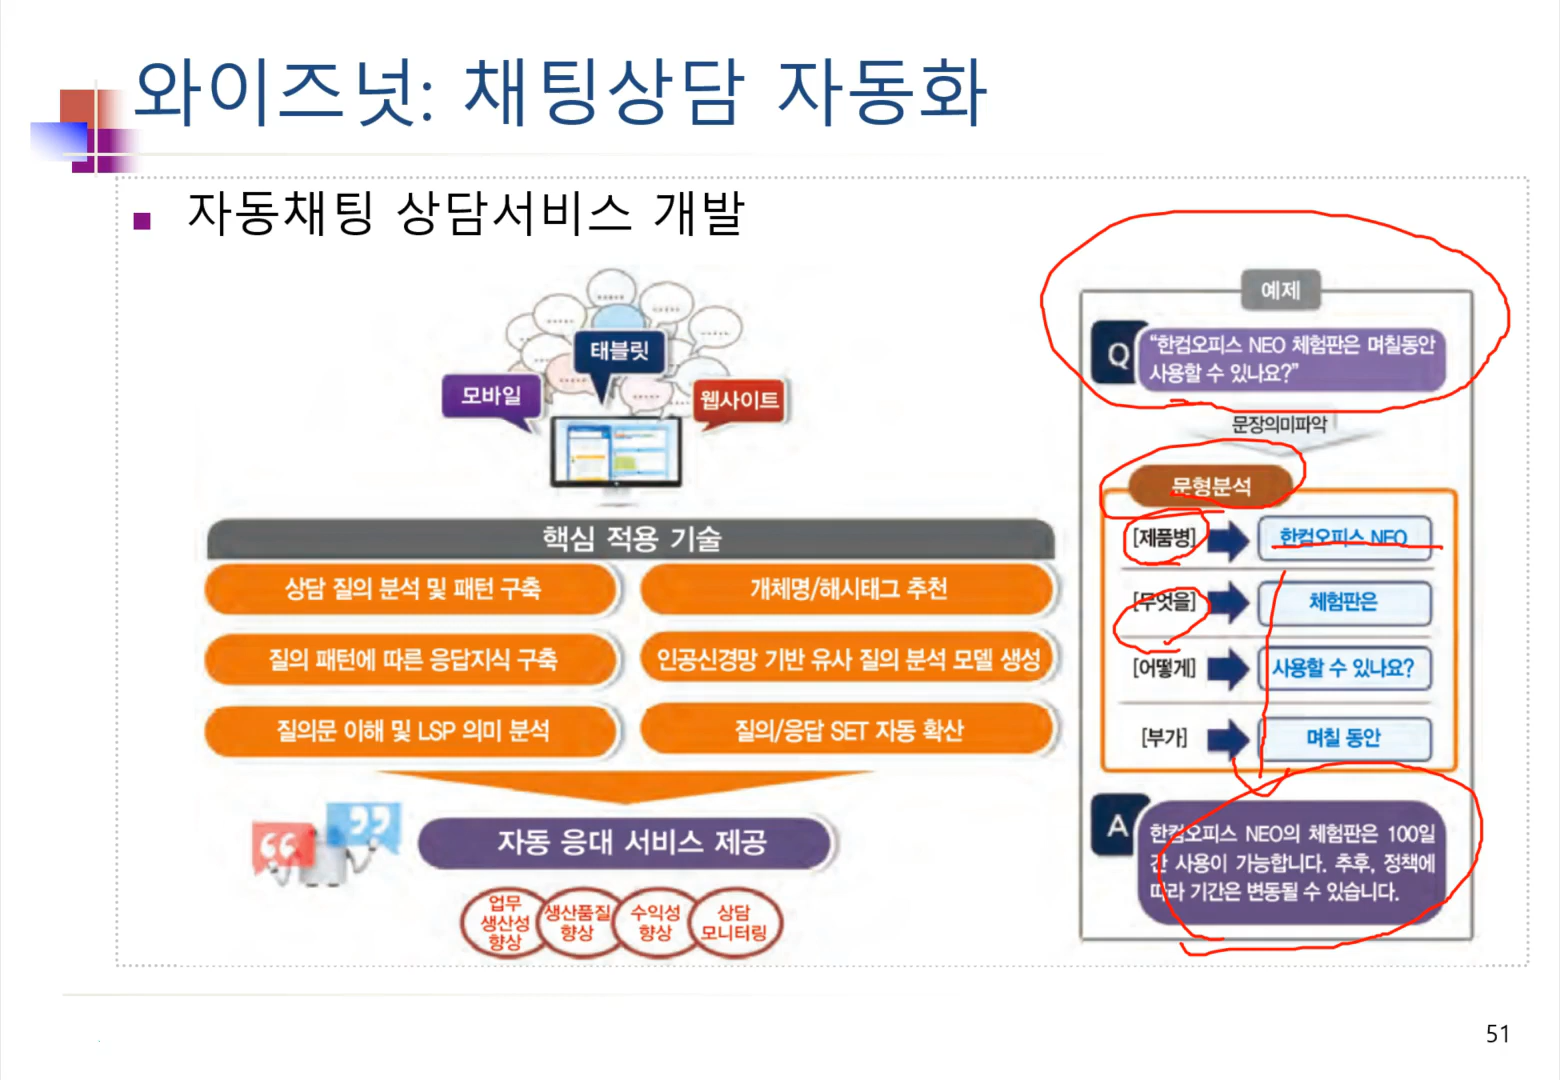 와이즈넛: 채팅상담 자동화
자동채팅 상담서비스 개발
태블릿
모바일
웹사이트
핵심 적용 기술
상담 질의 분석 및 패턴 구축
개체명/해시태그 추천
질의 패턴에 따른 응답지식 구축
인공신경망 기반 유사 질의 분석 모델 생성
질의문 이해 및 LSP 의미 분석
질의/응답 SET 자동 확산
자동 응대 서비스 제공
업무
생산성
향상
생산품질
향상
수익성
향상
상담
모니터링
예제
Q
“한컴오피스 NEO 체험판은 며칠동안
사용할 수 있나요?”
문장의미파악
문형분석
[제품병]
한컴오피스 NEO
[무엇을]
체험판은
[어떻게]
사용할 수 있나요?
[부가]
며칠 동안
A
한컴오피스 NEO의 체험판은 100일
간 사용이 가능합니다. 추후, 정책에
따라 기간은 변동될 수 있습니다.
51